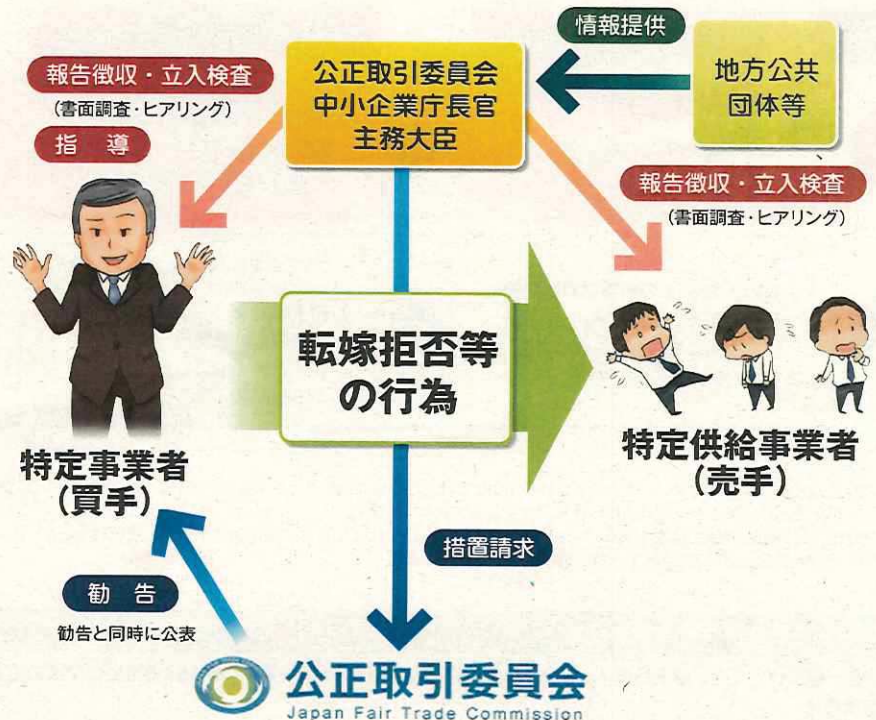 情報提供
公正取引委員会
中小企業庁長官
主務大臣
地方公共
団体等
報告徴収・立入検査
(書面調査・ヒアリング)
指 導
報告徴収・立入検査
(書面調査・ヒアリング)
転嫁拒否等
の行為
特定事業者
(買手)
特定供給事業者
(売手)
措置請求
勧 告
勧告と同時に公表
公正取引委員会
Japan Fair Trade Commission